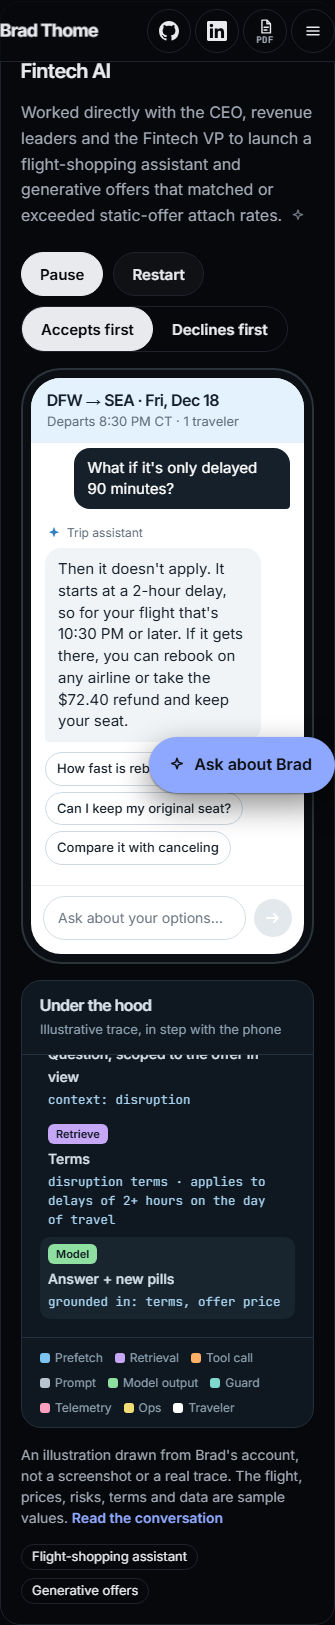 Brad Thome
PDF
Fintech AI
Worked directly with the CEO, revenue
leaders and the Fintech VP to launch a
flight-shopping assistant and
generative offers that matched or
exceeded static-offer attach rates.
Pause
Restart
Accepts first
Declines first
DFW → SEA · Fri, Dec 18
Departs 8:30 PM CT · 1 traveler
What if it's only delayed
90 minutes?
Trip assistant
Then it doesn't apply. It
starts at a 2-hour delay,
so for your flight that's
10:30 PM or later. If it gets
there, you can rebook on
any airline or take the
$72.40 refund and keep
your seat.
How fast is reb
Ask about Brad
Can I keep my original seat?
Compare it with canceling
Ask about your options...
Under the hood
Illustrative trace, in step with the phone
Question, scoped to the offer in
view
context: disruption
Retrieve
Terms
disruption terms · applies to
delays of 2+ hours on the day
of travel
Model
Answer + new pills
grounded in: terms, offer price
Prefetch
Retrieval
Tool call
Prompt
Model output
Guard
Telemetry
Ops
Traveler
An illustration drawn from Brad's account,
not a screenshot or a real trace. The flight,
prices, risks, terms and data are sample
values. Read the conversation
Flight-shopping assistant
Generative offers